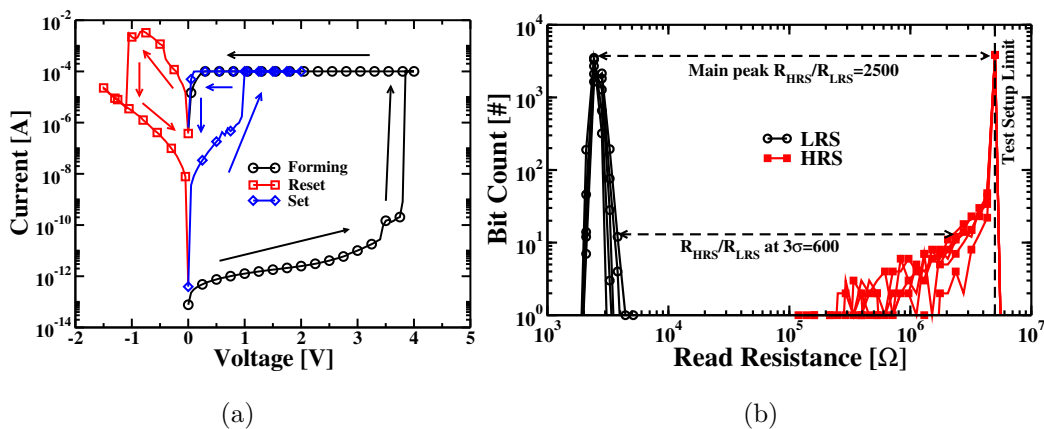 10^-2
10^-4
10^-6
10^-8
10^-10
10^-12
10^-14
Current [A]
-2 -1 0 1 2 3 4 5
Voltage [V]
Forming
Reset
Set
(a)
10^4
10^3
10^2
10^1
10^0
Bit Count [#]
10^3 10^4 10^5 10^6 10^7
Read Resistance [Ω]
Main peak R_HRS/R_LRS=2500
LRS
HRS
R_HRS/R_LRS at 3σ=600
Test Setup Limit
(b)